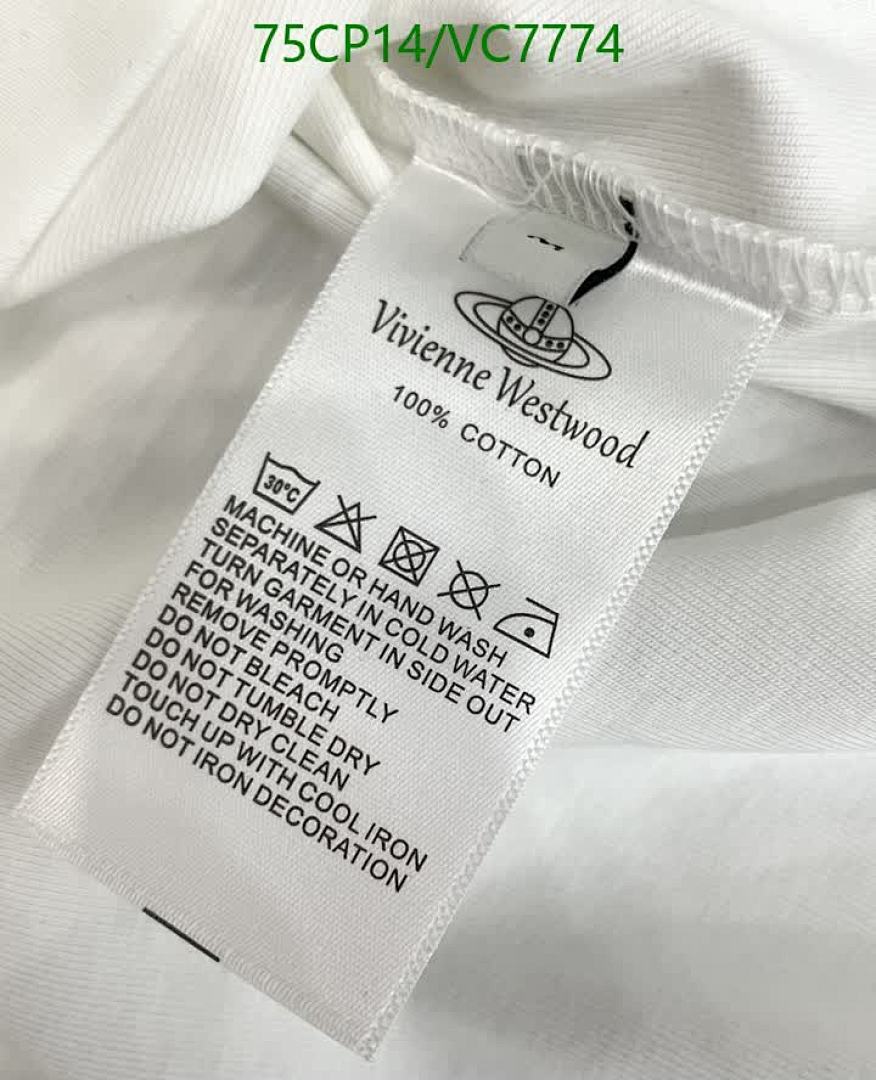 75CP14/VC7774
Vivienne Westwood
100% COTTON
30°C
MACHINE OR HAND WASH
SEPARATELY IN COLD WATER
TURN GARMENT IN SIDE OUT
FOR WASHING
REMOVE PROMPTLY
DO NOT BLEACH
DO NOT TUMBLE DRY
DO NOT DRY CLEAN
TOUCH UP WITH COOL IRON
DO NOT IRON DECORATION